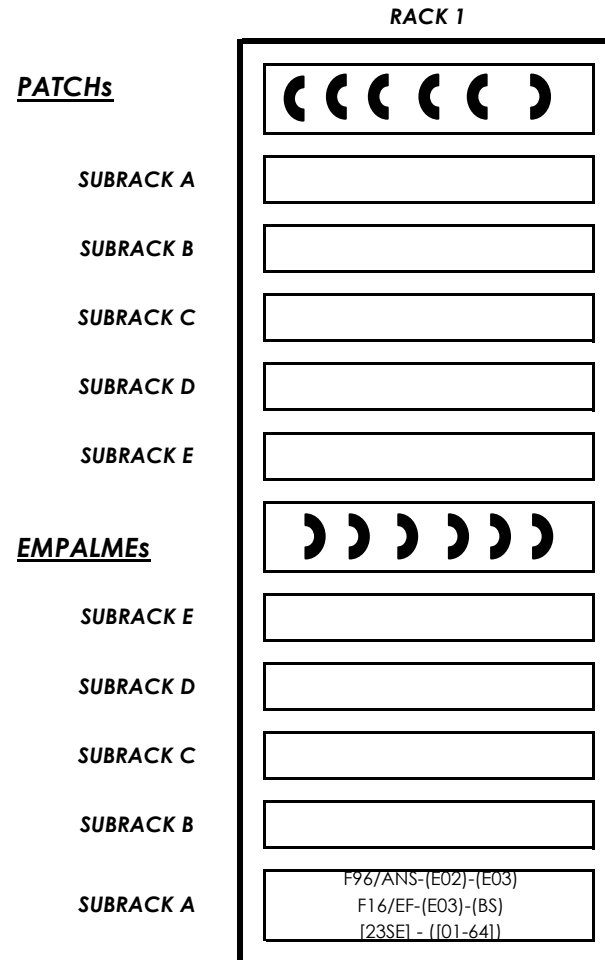 RACK 1
PATCHs
SUBRACK A
SUBRACK B
SUBRACK C
SUBRACK D
SUBRACK E
EMPALMEs
SUBRACK E
SUBRACK D
SUBRACK C
SUBRACK B
SUBRACK A
F96/ANS-(E02)-(E03)
F16/EF-(E03)-(BS)
[23SE] - ([01-64])